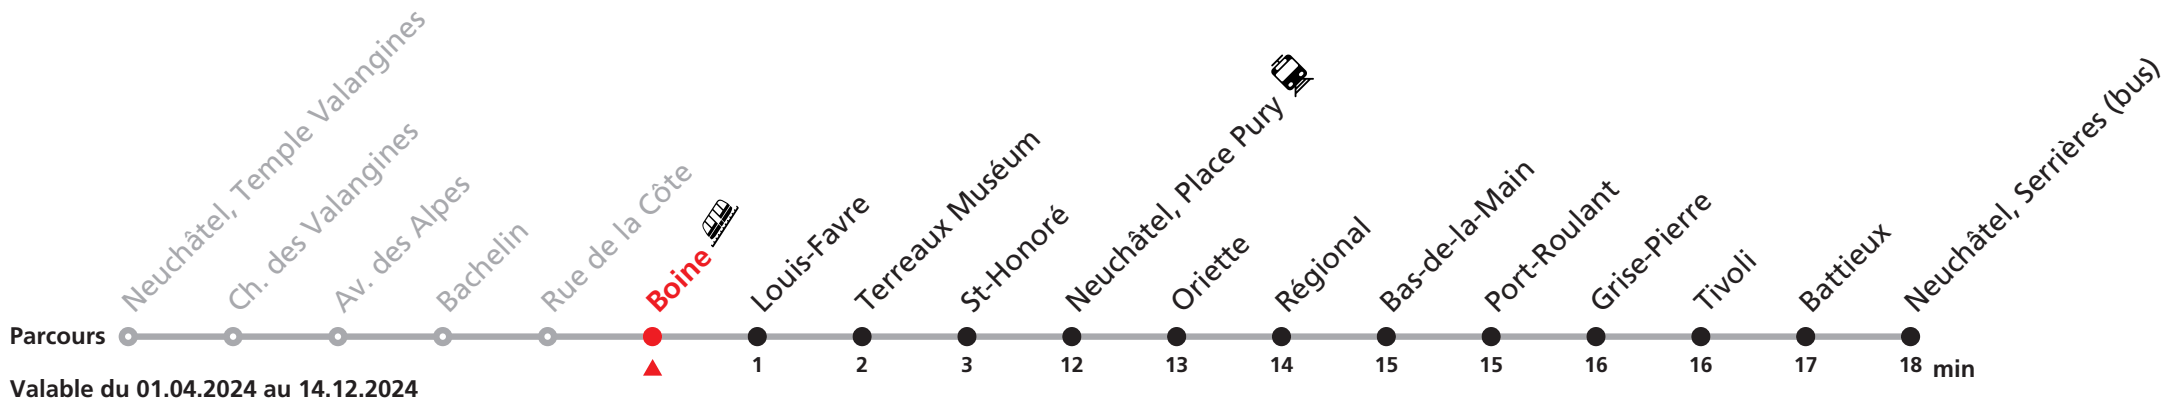 Neuchâtel, Temple Valangines
Ch. des Valangines
Av. des Alpes
Bachelin
Rue de la Côte
Boine
Louis-Favre
Terreaux Muséum
St-Honoré
Neuchâtel, Place Pury
Oriette
Régional
Bas-de-la-Main
Port-Roulant
Grise-Pierre
Tivoli
Battieux
Neuchâtel, Serrières (bus)
Parcours
1 2 3 12 13 14 15 15 16 16 17 18 min
Valable du 01.04.2024 au 14.12.2024